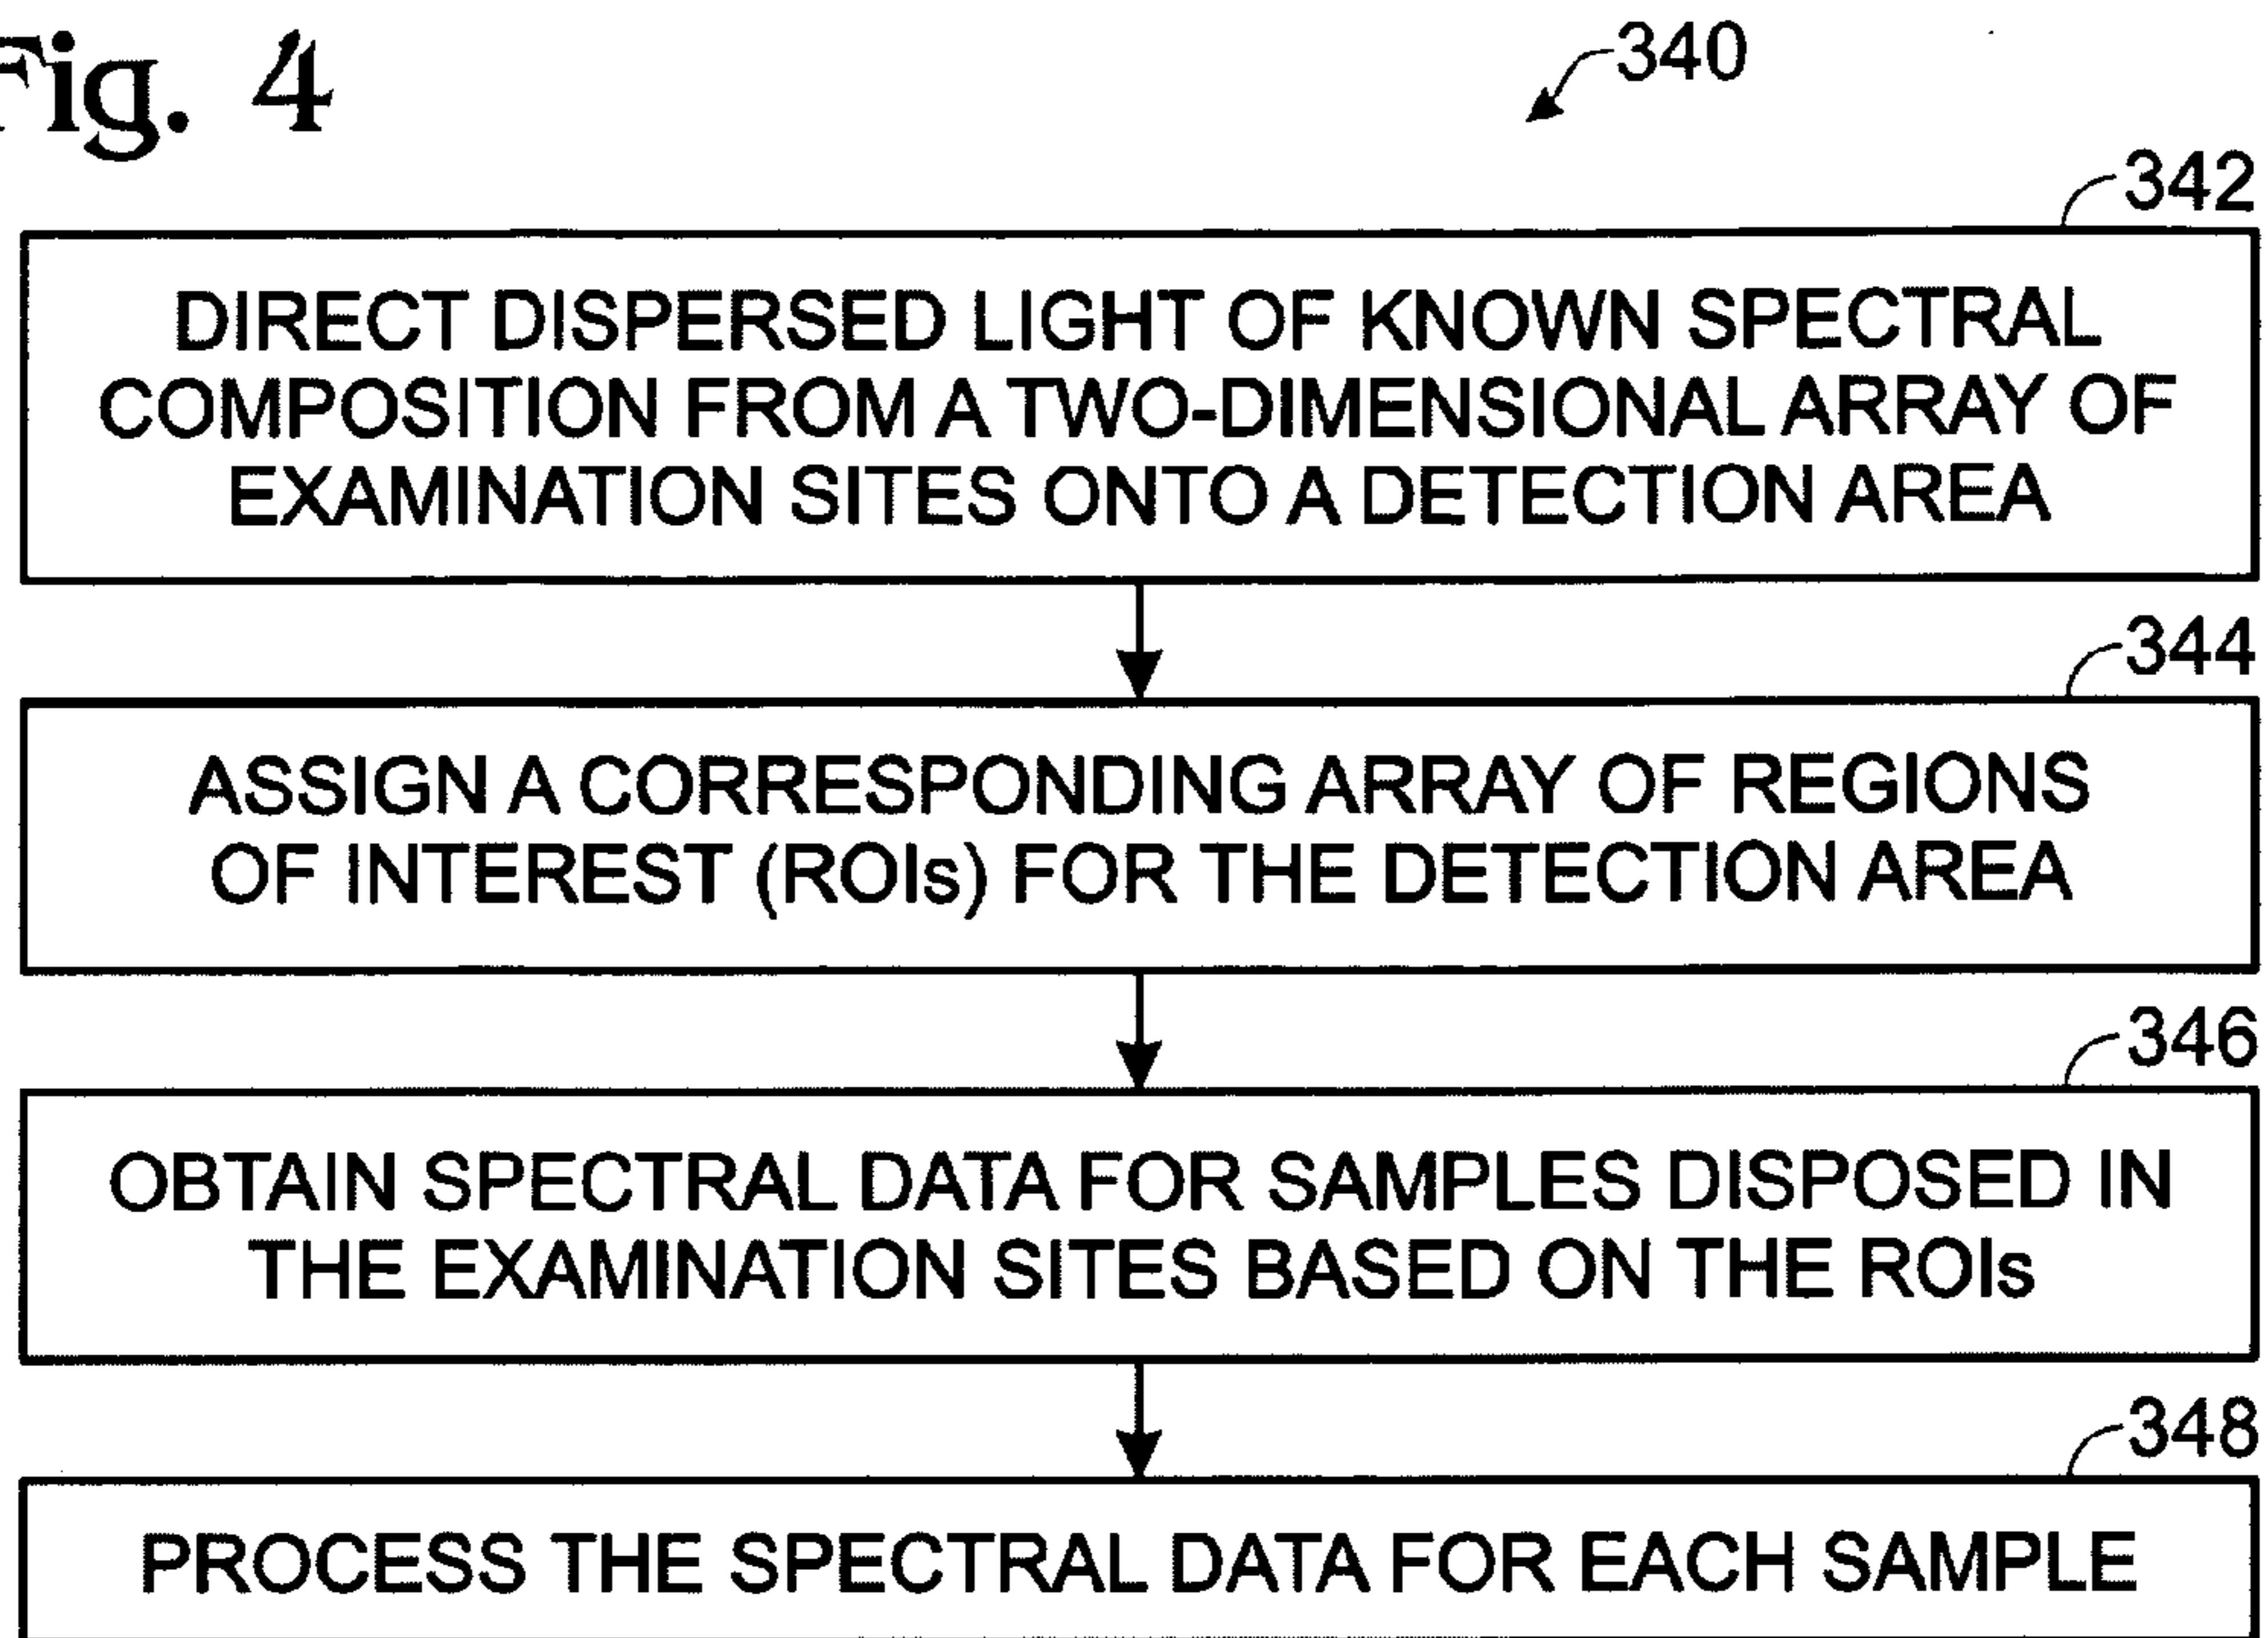 Fig. 4
340
342
DIRECT DISPERSED LIGHT OF KNOWN SPECTRAL
COMPOSITION FROM A TWO-DIMENSIONAL ARRAY OF
EXAMINATION SITES ONTO A DETECTION AREA
344
ASSIGN A CORRESPONDING ARRAY OF REGIONS
OF INTEREST (ROIs) FOR THE DETECTION AREA
346
OBTAIN SPECTRAL DATA FOR SAMPLES DISPOSED IN
THE EXAMINATION SITES BASED ON THE ROIs
348
PROCESS THE SPECTRAL DATA FOR EACH SAMPLE